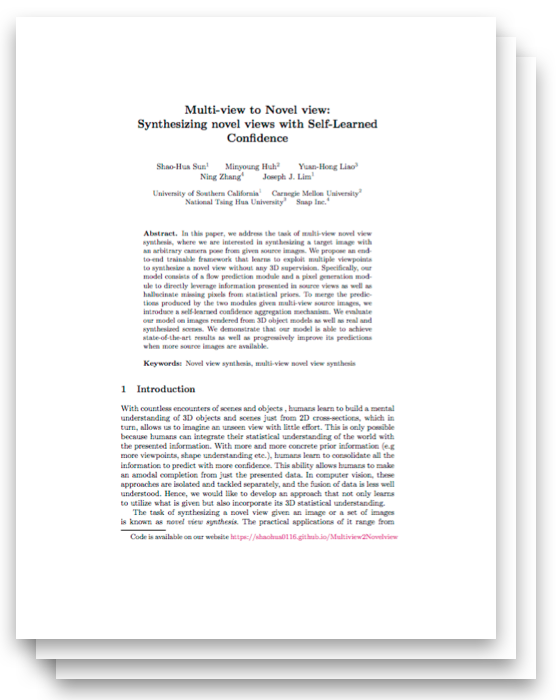 Multi-view to Novel view:
Synthesizing novel views with Self-Learned
Confidence
Shao-Hua Sun¹ Minyoung Huh² Yuan-Hong Liao³
Ning Zhang⁴ Joseph J. Lim¹
University of Southern California¹ Carnegie Mellon University²
National Tsing Hua University³ Snap Inc.⁴
Abstract. In this paper, we address the task of multi-view novel view
synthesis, where we are interested in synthesizing a target image with
an arbitrary camera pose from given source images. We propose an end-
to-end trainable framework that learns to exploit multiple viewpoints
to synthesize a novel view without any 3D supervision. Specifically, our
model consists of a flow prediction module and a pixel generation mod-
ule to directly leverage information presented in source views as well as
hallucinate missing pixels from statistical priors. To merge the predic-
tions produced by the two modules given multi-view source images, we
introduce a self-learned confidence aggregation mechanism. We evaluate
our model on images rendered from 3D object models as well as real and
synthesized scenes. We demonstrate that our model is able to achieve
state-of-the-art results as well as progressively improve its predictions
when more source images are available.
Keywords: Novel view synthesis, multi-view novel view synthesis
1 Introduction
With countless encounters of scenes and objects , humans learn to build a mental
understanding of 3D objects and scenes just from 2D cross-sections, which in
turn, allows us to imagine an unseen view with little effort. This is only possible
because humans can integrate their statistical understanding of the world with
the presented information. With more and more concrete prior information (e.g
more viewpoints, shape understanding etc.), humans learn to consolidate all the
information to predict with more confidence. This ability allows humans to make
an amodal completion from just the presented data. In computer vision, these
approaches are isolated and tackled separately, and the fusion of data is less well
understood. Hence, we would like to develop an approach that not only learns
to utilize what is given but also incorporate its 3D statistical understanding.
The task of synthesizing a novel view given an image or a set of images
is known as novel view synthesis. The practical applications of it range from
Code is available on our website https://shaohua0116.github.io/Multiview2Novelview